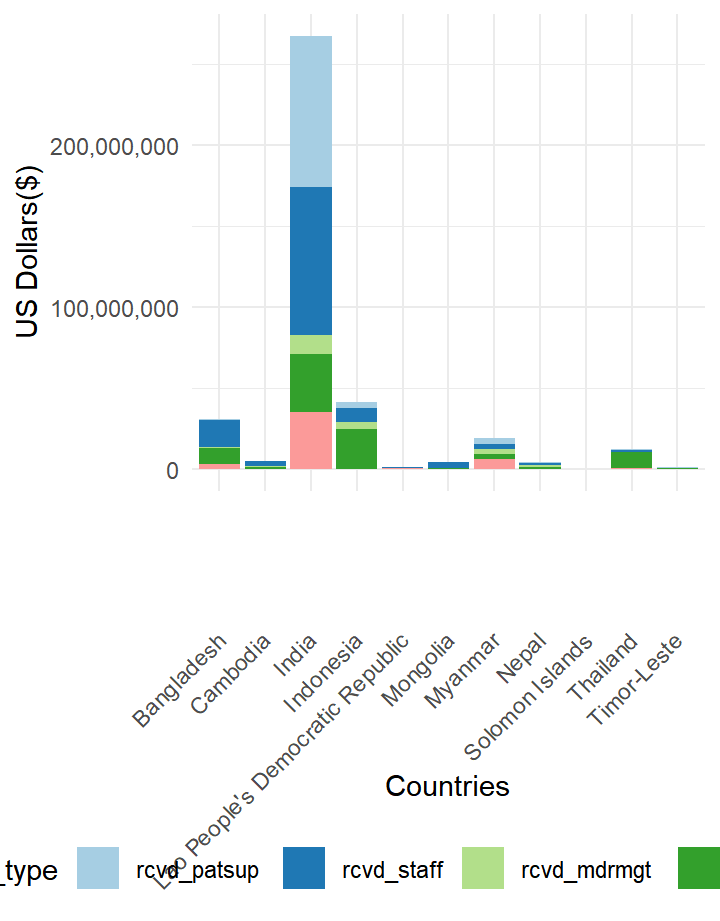 US Dollars($)
200,000,000
100,000,000
0
Bangladesh
Cambodia
India
Indonesia
Lao People's Democratic Republic
Mongolia
Myanmar
Nepal
Solomon Islands
Thailand
Timor-Leste
Countries
_type rcvd_patsup rcvd_staff rcvd_mdrmgt